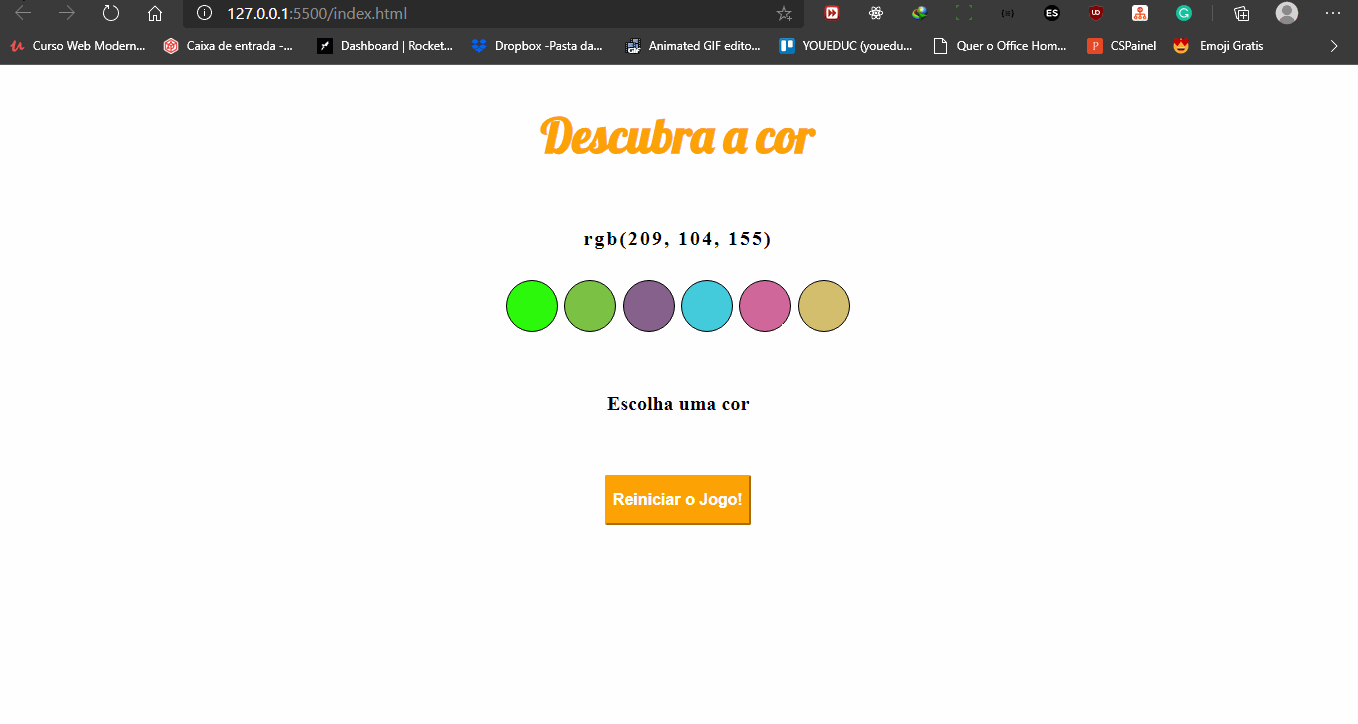 127.0.0.1:5500/index.html
Curso Web Modern... Caixa de entrada -... Dashboard | Rocket... Dropbox -Pasta da... Animated GIF edito... YOUEDUC (youedu... Quer o Office Hom... CSPainel Emoji Gratis
Descubra a cor
rgb(209, 104, 155)
Escolha uma cor
Reiniciar o Jogo!